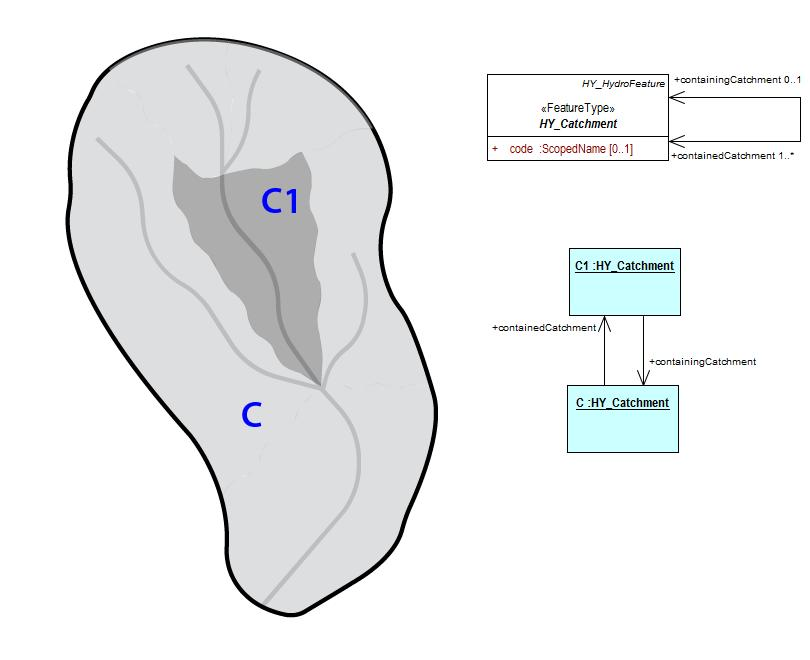 C1
C
HY_HydroFeature
«FeatureType»
HY_Catchment
+ code :ScopedName [0..1]
+containingCatchment 0..1
+containedCatchment 1..*
C1 :HY_Catchment
+containedCatchment
+containingCatchment
C :HY_Catchment